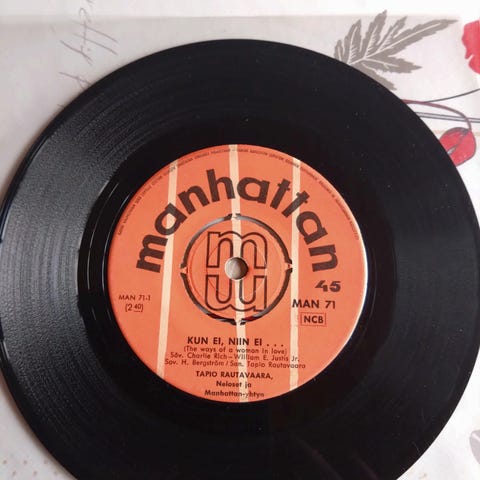 manhattan
45
MAN 71-1
(2 40)
MAN 71
NCB
KUN EI, NIIN EI . . .
(The ways of a woman in love)
Säv. Charlie Rich - William E. Justis Jr.
Sov. H. Bergström / San. Tapio Rautavaara
TAPIO RAUTAVAARA,
Neloset ja
Manhattan-yhtyn